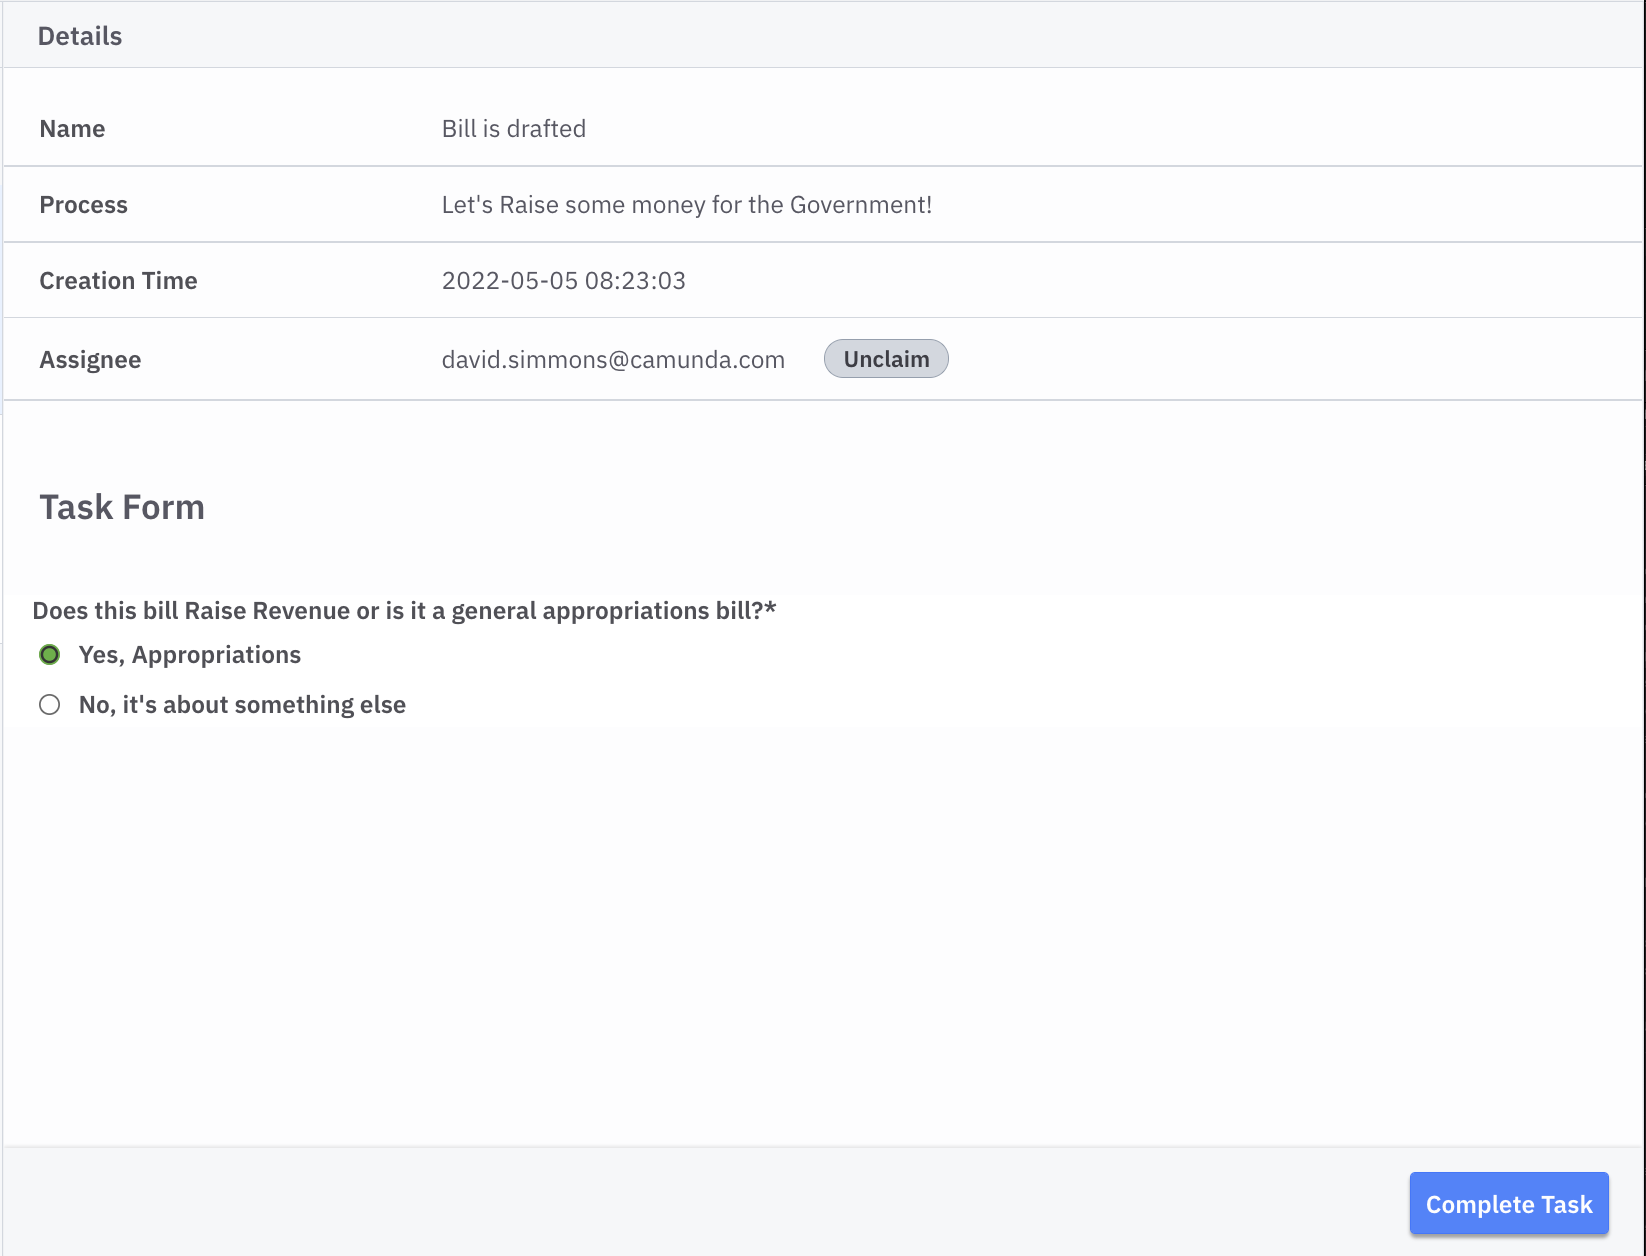 Details
Name Bill is drafted
Process Let's Raise some money for the Government!
Creation Time 2022-05-05 08:23:03
Assignee david.simmons@camunda.com Unclaim
Task Form
Does this bill Raise Revenue or is it a general appropriations bill?*
Yes, Appropriations
No, it's about something else
Complete Task